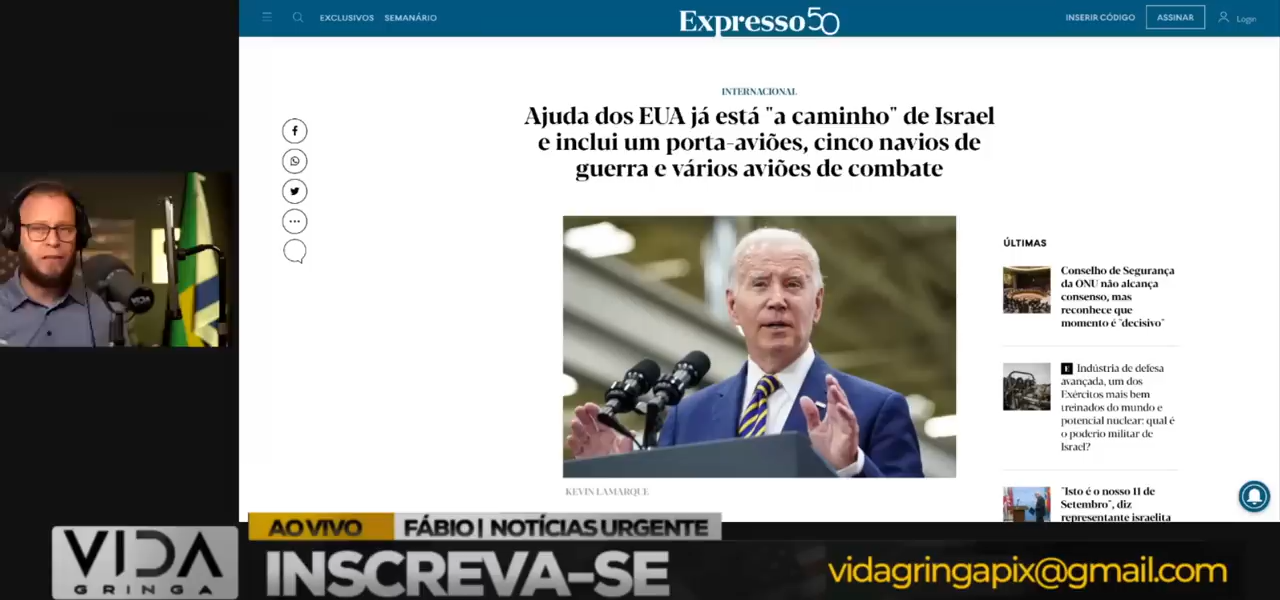 EXCLUSIVOS SEMANÁRIO
Expresso50
INSERIR CÓDIGO
ASSINAR
Login
INTERNACIONAL
Ajuda dos EUA já está "a caminho" de Israel
e inclui um porta-aviões, cinco navios de
guerra e vários aviões de combate
KEVIN LAMARQUE
ÚLTIMAS
Conselho de Segurança
da ONU não alcança
consenso, mas
reconhece que
momento é "decisivo"
E Indústria de defesa
avançada, um dos
Exércitos mais bem
treinados do mundo e
potencial nuclear: qual é
o poderio militar de
Israel?
"Isto é o nosso 11 de
Setembro", diz
representante israelita
VIDA
GRINGA
AO VIVO
FÁBIO | NOTÍCIAS URGENTE
INSCREVA-SE
vidagringapix@gmail.com